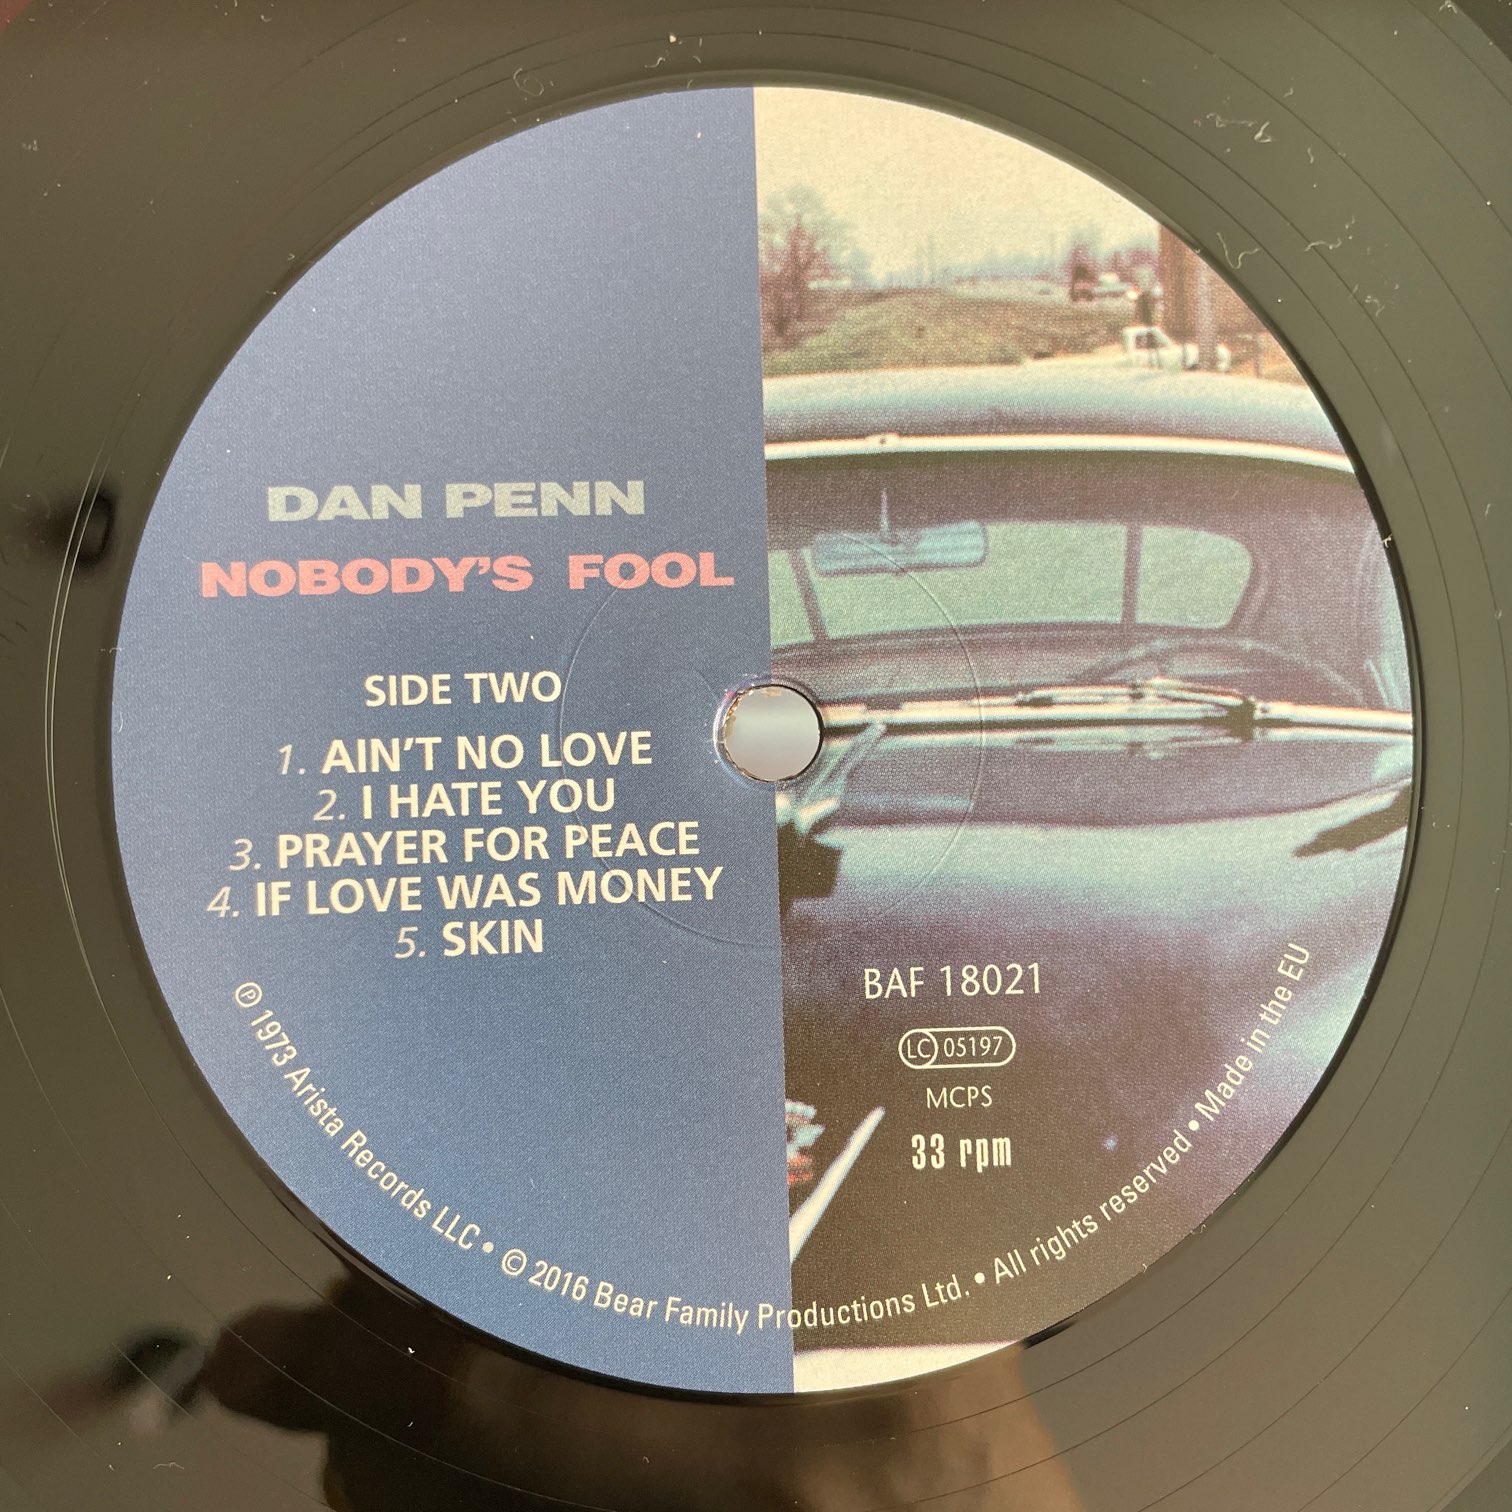 DAN PENN
NOBODY'S FOOL
SIDE TWO
1. AIN'T NO LOVE
2. I HATE YOU
3. PRAYER FOR PEACE
4. IF LOVE WAS MONEY
5. SKIN
BAF 18021
LC 05197
MCPS
33 rpm
℗ 1973 Arista Records LLC • © 2016 Bear Family Productions Ltd. • All rights reserved • Made in the EU